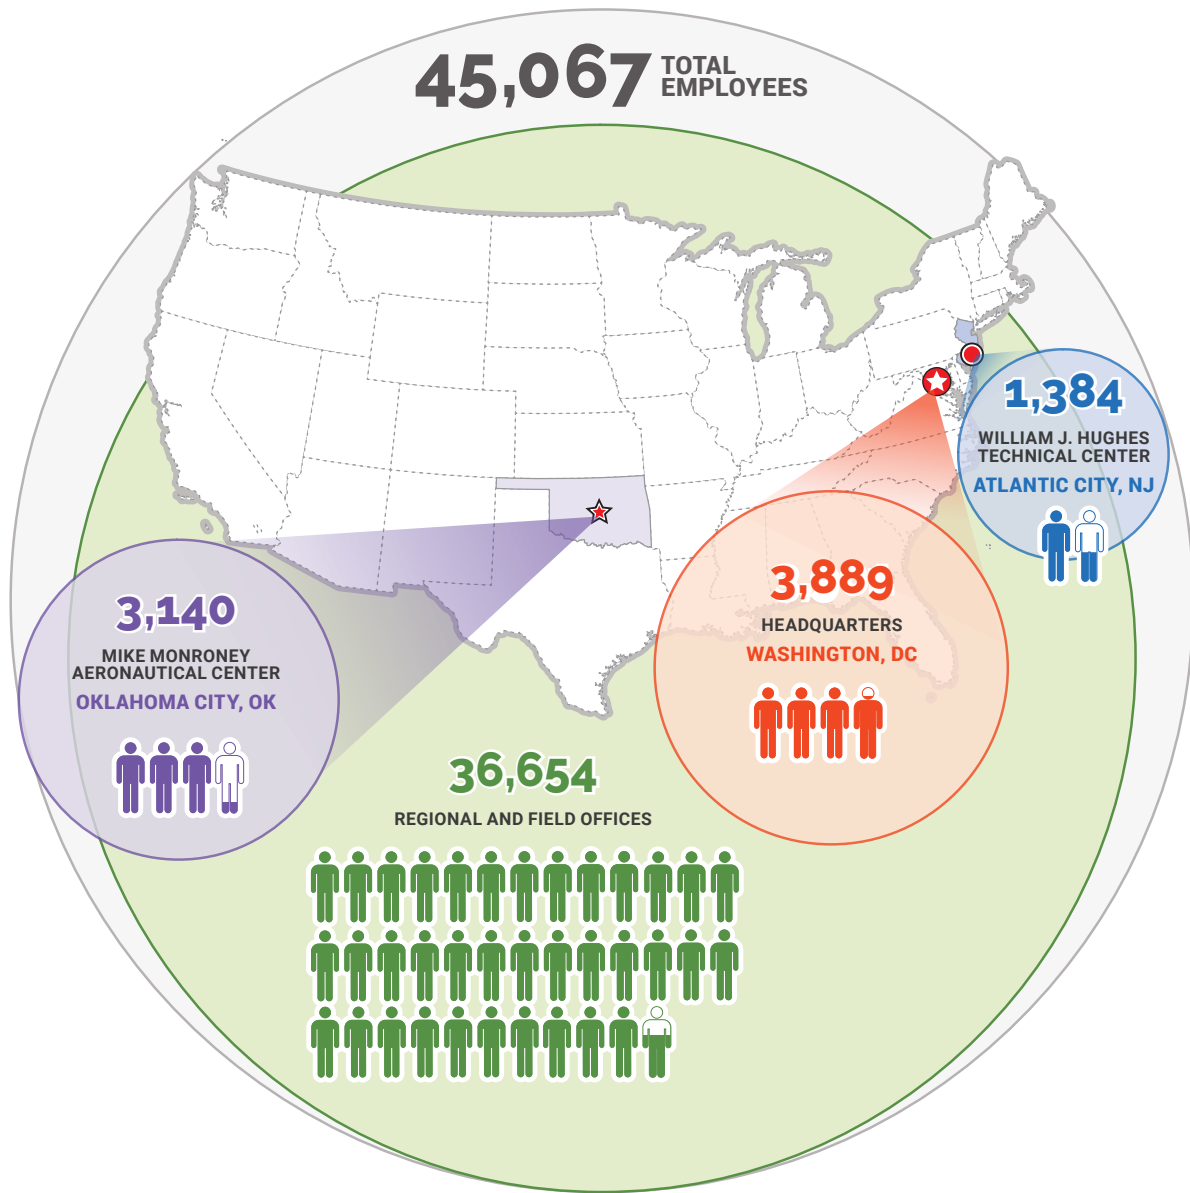 45,067
TOTAL
EMPLOYEES
1,384
WILLIAM J. HUGHES
TECHNICAL CENTER
ATLANTIC CITY, NJ
3,889
HEADQUARTERS
WASHINGTON, DC
3,140
MIKE MONRONEY
AERONAUTICAL CENTER
OKLAHOMA CITY, OK
36,654
REGIONAL AND FIELD OFFICES